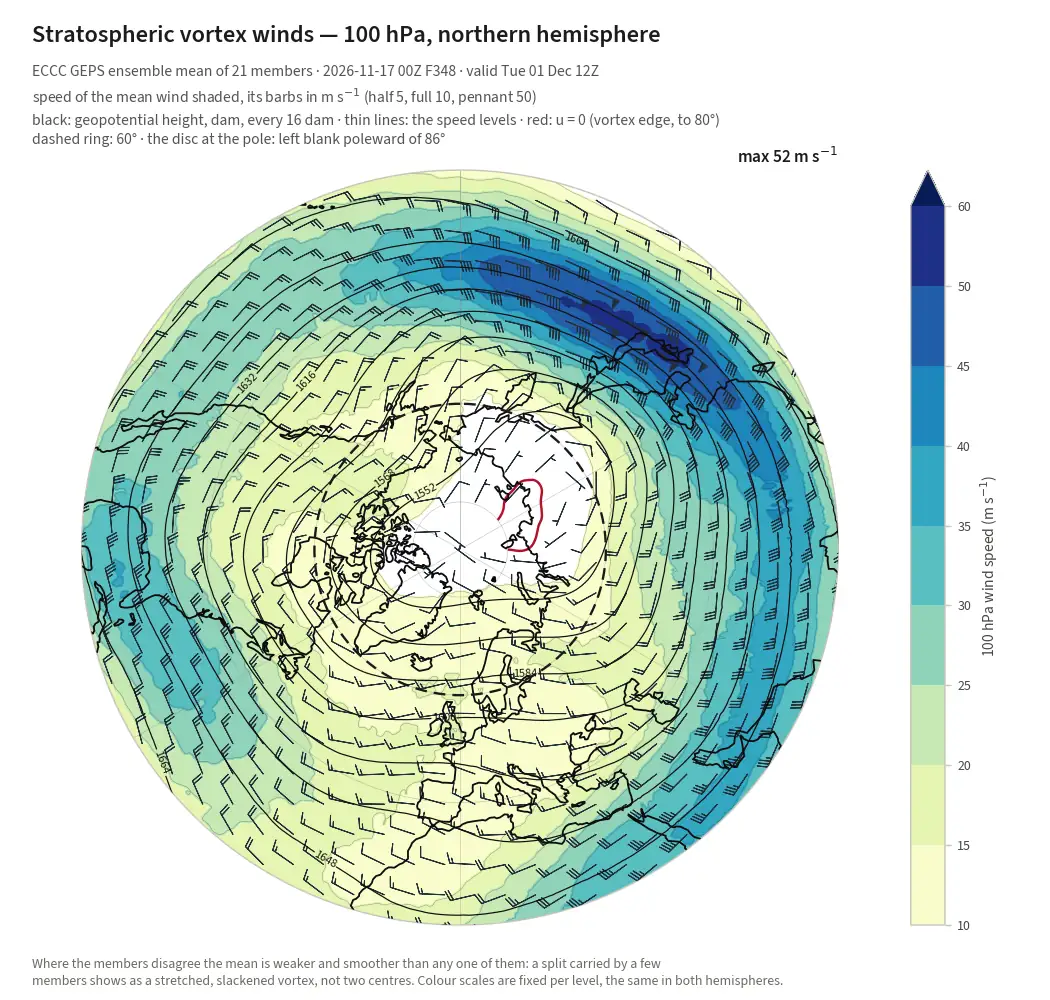 Stratospheric vortex winds — 100 hPa, northern hemisphere
ECCC GEPS ensemble mean of 21 members · 2026-11-17 00Z F348 · valid Tue 01 Dec 12Z
speed of the mean wind shaded, its barbs in m s⁻¹ (half 5, full 10, pennant 50)
black: geopotential height, dam, every 16 dam · thin lines: the speed levels · red: u = 0 (vortex edge, to 80°)
dashed ring: 60° · the disc at the pole: left blank poleward of 86°
max 52 m s⁻¹
60
50
45
40
35
30
25
20
15
10
100 hPa wind speed (m s⁻¹)
1632
1616
1568
1552
1584
1664
1648
Where the members disagree the mean is weaker and smoother than any one of them: a split carried by a few
members shows as a stretched, slackened vortex, not two centres. Colour scales are fixed per level, the same in both hemispheres.